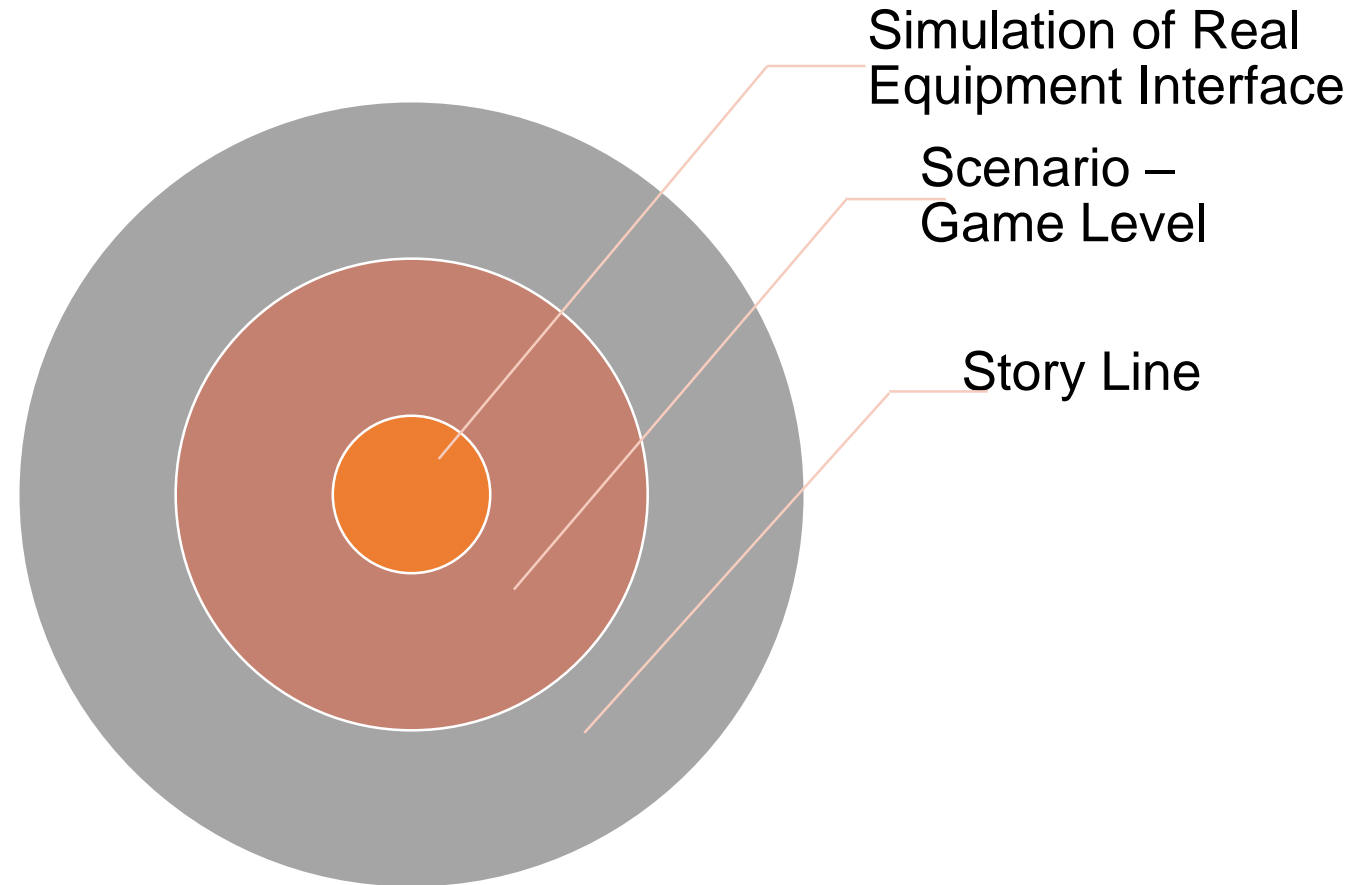 Simulation of Real
Equipment Interface
Scenario –
Game Level
Story Line